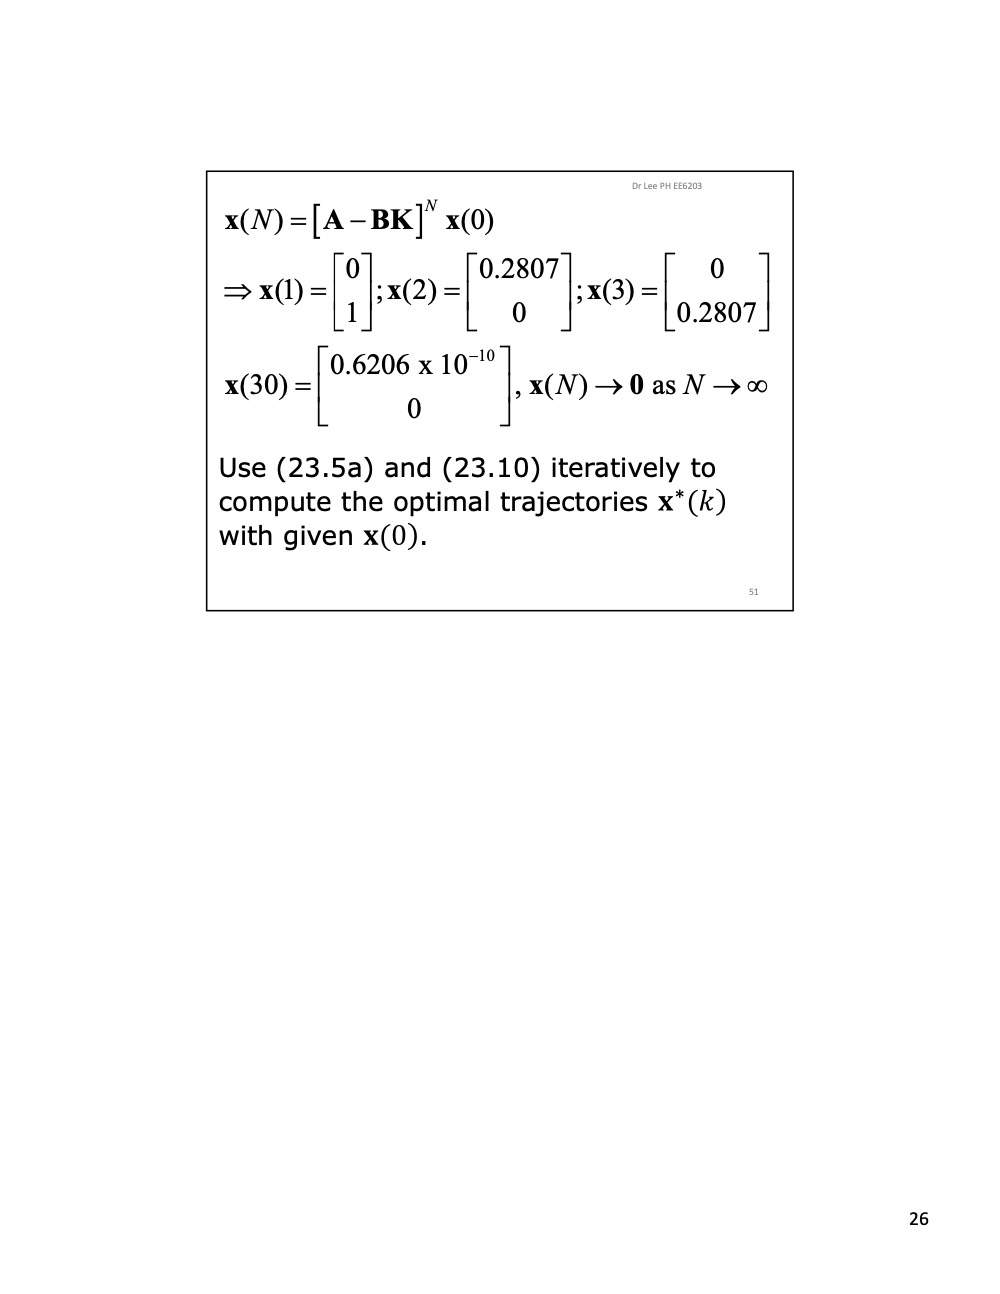 Dr Lee PH EE6203
x(N) = [A – BK]ᴺ x(0)
⇒ x(1) = [0; 1]; x(2) = [0.2807; 0]; x(3) = [0; 0.2807]
x(30) = [0.6206 x 10⁻¹⁰; 0], x(N) → 0 as N → ∞
Use (23.5a) and (23.10) iteratively to
compute the optimal trajectories x*(k)
with given x(0).
51
26